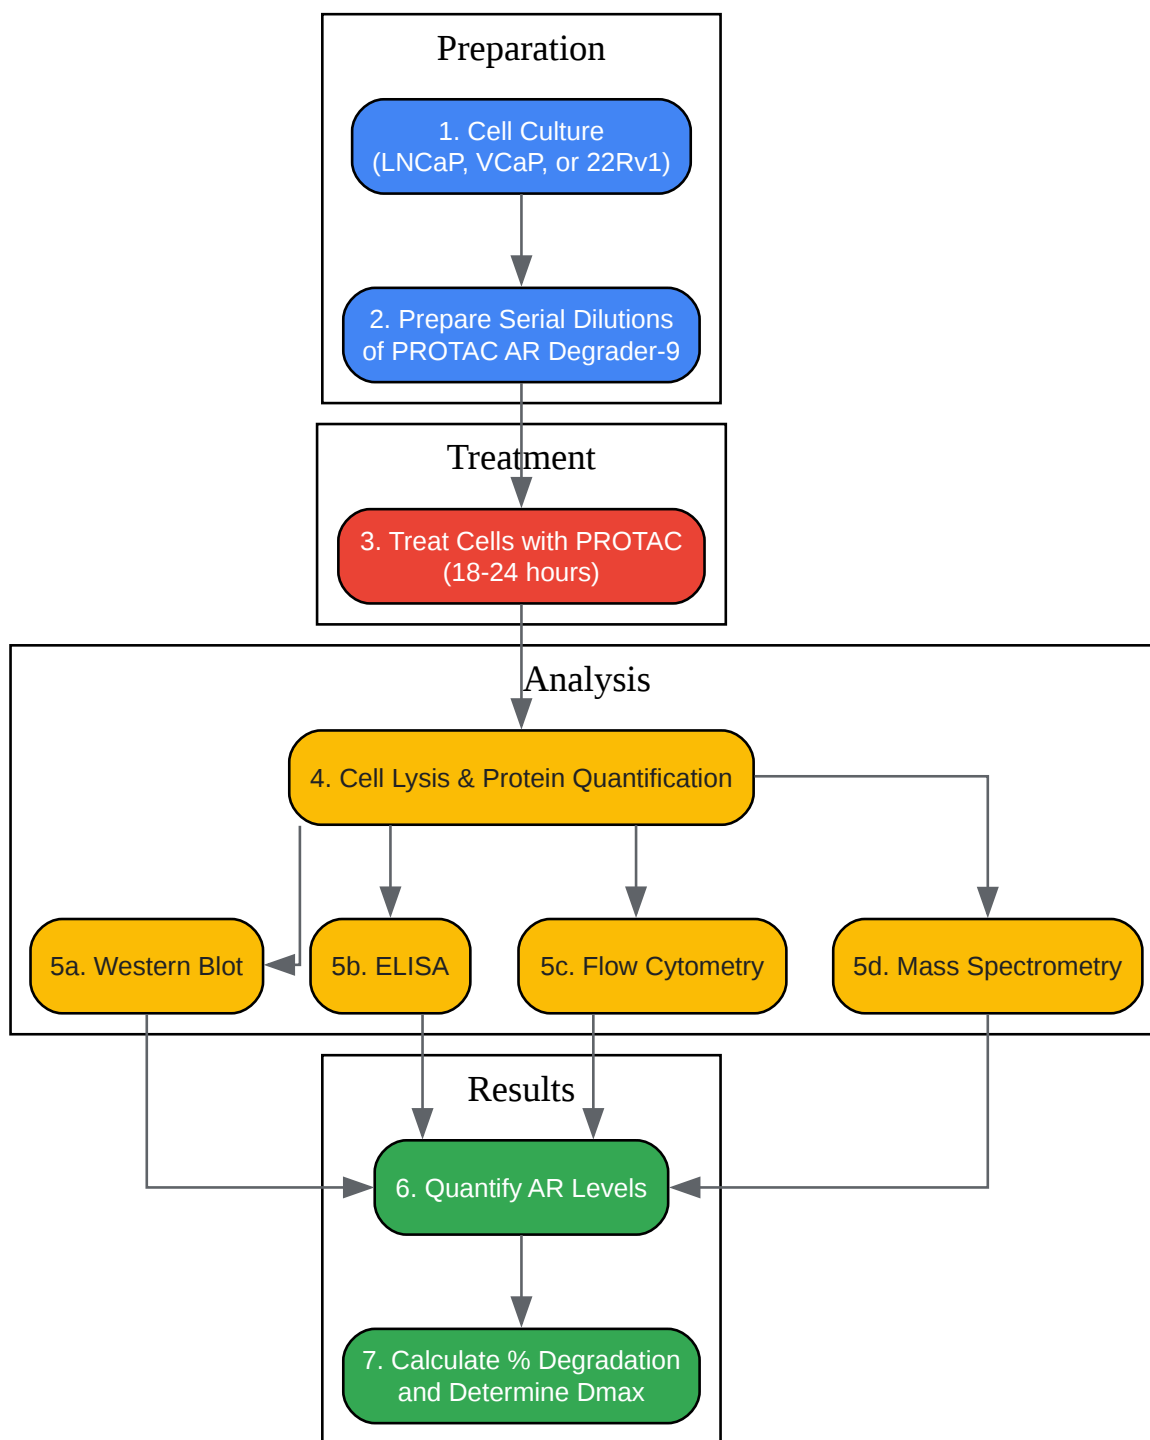 Preparation
1. Cell Culture
(LNCaP, VCaP, or 22Rv1)
2. Prepare Serial Dilutions
of PROTAC AR Degrader-9
Treatment
3. Treat Cells with PROTAC
(18-24 hours)
Analysis
4. Cell Lysis & Protein Quantification
5a. Western Blot
5b. ELISA
5c. Flow Cytometry
5d. Mass Spectrometry
Results
6. Quantify AR Levels
7. Calculate % Degradation
and Determine Dmax